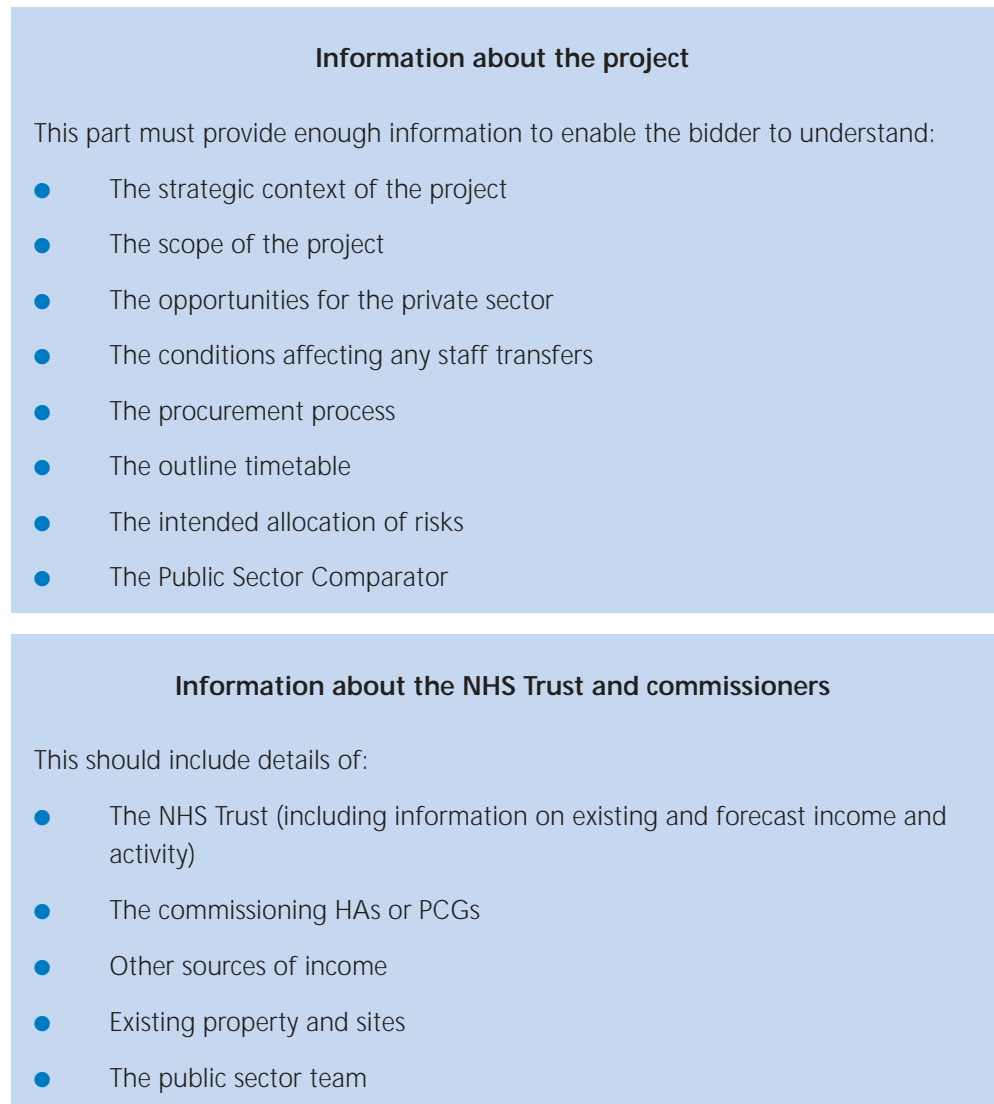 Information about the project
This part must provide enough information to enable the bidder to understand:
● The strategic context of the project
● The scope of the project
● The opportunities for the private sector
● The conditions affecting any staff transfers
● The procurement process
● The outline timetable
● The intended allocation of risks
● The Public Sector Comparator
Information about the NHS Trust and commissioners
This should include details of:
● The NHS Trust (including information on existing and forecast income and
activity)
● The commissioning HAs or PCGs
● Other sources of income
● Existing property and sites
● The public sector team